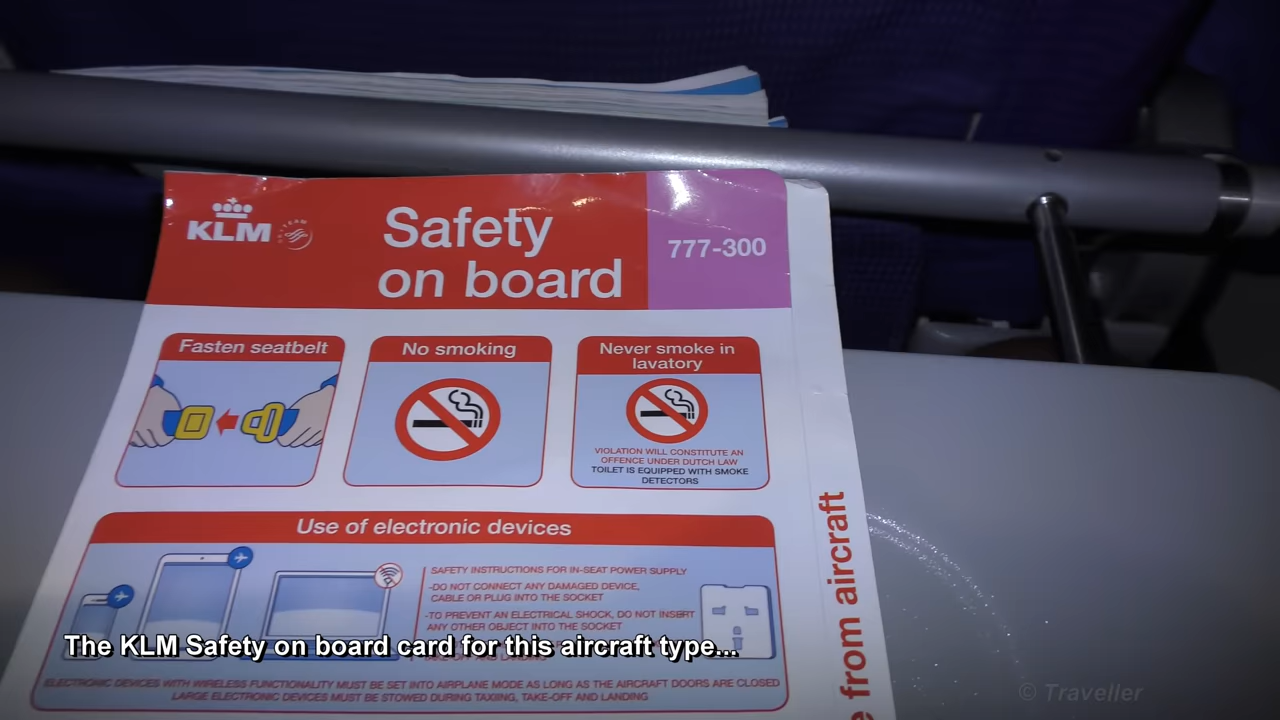 KLM
SKYTEAM
Safety
on board
777-300
Fasten seatbelt
No smoking
Never smoke in
lavatory
VIOLATION WILL CONSTITUTE AN
OFFENCE UNDER DUTCH LAW
TOILET IS EQUIPPED WITH SMOKE
DETECTORS
Use of electronic devices
SAFETY INSTRUCTIONS FOR IN-SEAT POWER SUPPLY
-DO NOT CONNECT ANY DAMAGED DEVICE,
CABLE OR PLUG INTO THE SOCKET
-TO PREVENT AN ELECTRICAL SHOCK, DO NOT INSERT
ANY OTHER OBJECT INTO THE SOCKET
The KLM Safety on board card for this aircraft type...
ELECTRONIC DEVICES WITH WIRELESS FUNCTIONALITY MUST BE SET INTO AIRPLANE MODE AS LONG AS THE AIRCRAFT DOORS ARE CLOSED
LARGE ELECTRONIC DEVICES MUST BE STOWED DURING TAXIING, TAKE-OFF AND LANDING
from aircraft
© Traveller